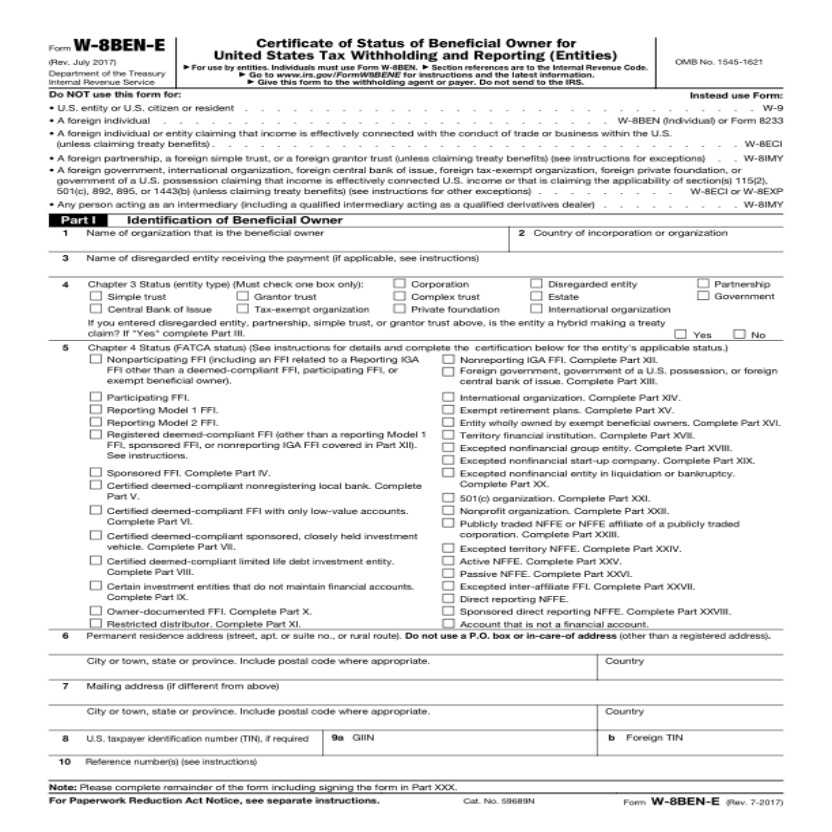 Form W-8BEN-E
(Rev. July 2017)
Department of the Treasury
Internal Revenue Service
Certificate of Status of Beneficial Owner for
United States Tax Withholding and Reporting (Entities)
▶ For use by entities. Individuals must use Form W-8BEN. ▶ Section references are to the Internal Revenue Code.
▶ Go to www.irs.gov/FormW8BENE for instructions and the latest information.
▶ Give this form to the withholding agent or payer. Do not send to the IRS.
OMB No. 1545-1621
Do NOT use this form for: Instead use Form:
• U.S. entity or U.S. citizen or resident . . . W-9
• A foreign individual . . . W-8BEN (Individual) or Form 8233
• A foreign individual or entity claiming that income is effectively connected with the conduct of trade or business within the U.S.
(unless claiming treaty benefits) . . . W-8ECI
• A foreign partnership, a foreign simple trust, or a foreign grantor trust (unless claiming treaty benefits) (see instructions for exceptions) . . W-8IMY
• A foreign government, international organization, foreign central bank of issue, foreign tax-exempt organization, foreign private foundation, or
government of a U.S. possession claiming that income is effectively connected U.S. income or that is claiming the applicability of section(s) 115(2),
501(c), 892, 895, or 1443(b) (unless claiming treaty benefits) (see instructions for other exceptions) . . . W-8ECI or W-8EXP
• Any person acting as an intermediary (including a qualified intermediary acting as a qualified derivatives dealer) . . . W-8IMY
Part I Identification of Beneficial Owner
1 Name of organization that is the beneficial owner
2 Country of incorporation or organization
3 Name of disregarded entity receiving the payment (if applicable, see instructions)
4 Chapter 3 Status (entity type) (Must check one box only): Corporation Disregarded entity Partnership
Simple trust Grantor trust Complex trust Estate Government
Central Bank of Issue Tax-exempt organization Private foundation International organization
If you entered disregarded entity, partnership, simple trust, or grantor trust above, is the entity a hybrid making a treaty
claim? If "Yes" complete Part III. Yes No
5 Chapter 4 Status (FATCA status) (See instructions for details and complete the certification below for the entity's applicable status.)
Nonparticipating FFI (including an FFI related to a Reporting IGA
FFI other than a deemed-compliant FFI, participating FFI, or
exempt beneficial owner).
Participating FFI.
Reporting Model 1 FFI.
Reporting Model 2 FFI.
Registered deemed-compliant FFI (other than a reporting Model 1
FFI, sponsored FFI, or nonreporting IGA FFI covered in Part XII).
See instructions.
Sponsored FFI. Complete Part IV.
Certified deemed-compliant nonregistering local bank. Complete
Part V.
Certified deemed-compliant FFI with only low-value accounts.
Complete Part VI.
Certified deemed-compliant sponsored, closely held investment
vehicle. Complete Part VII.
Certified deemed-compliant limited life debt investment entity.
Complete Part VIII.
Certain investment entities that do not maintain financial accounts.
Complete Part IX.
Owner-documented FFI. Complete Part X.
Restricted distributor. Complete Part XI.
Nonreporting IGA FFI. Complete Part XII.
Foreign government, government of a U.S. possession, or foreign
central bank of issue. Complete Part XIII.
International organization. Complete Part XIV.
Exempt retirement plans. Complete Part XV.
Entity wholly owned by exempt beneficial owners. Complete Part XVI.
Territory financial institution. Complete Part XVII.
Excepted nonfinancial group entity. Complete Part XVIII.
Excepted nonfinancial start-up company. Complete Part XIX.
Excepted nonfinancial entity in liquidation or bankruptcy.
Complete Part XX.
501(c) organization. Complete Part XXI.
Nonprofit organization. Complete Part XXII.
Publicly traded NFFE or NFFE affiliate of a publicly traded
corporation. Complete Part XXIII.
Excepted territory NFFE. Complete Part XXIV.
Active NFFE. Complete Part XXV.
Passive NFFE. Complete Part XXVI.
Excepted inter-affiliate FFI. Complete Part XXVII.
Direct reporting NFFE.
Sponsored direct reporting NFFE. Complete Part XXVIII.
Account that is not a financial account.
6 Permanent residence address (street, apt. or suite no., or rural route). Do not use a P.O. box or in-care-of address (other than a registered address).
City or town, state or province. Include postal code where appropriate. Country
7 Mailing address (if different from above)
City or town, state or province. Include postal code where appropriate. Country
8 U.S. taxpayer identification number (TIN), if required 9a GIIN b Foreign TIN
10 Reference number(s) (see instructions)
Note: Please complete remainder of the form including signing the form in Part XXX.
For Paperwork Reduction Act Notice, see separate instructions. Cat. No. 59689N Form W-8BEN-E (Rev. 7-2017)